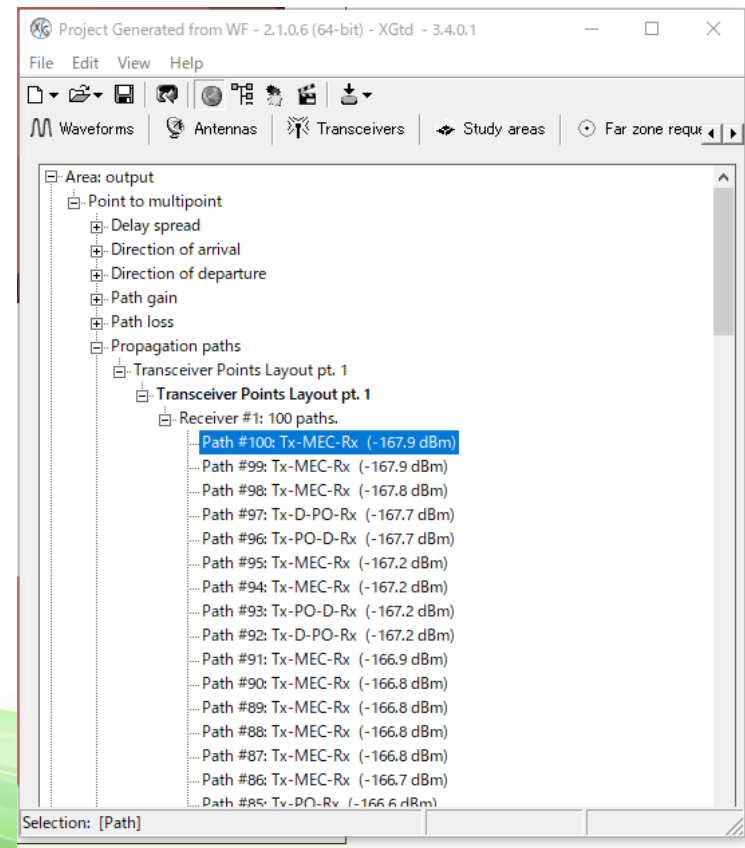 Project Generated from WF - 2.1.0.6 (64-bit) - XGtd - 3.4.0.1
File Edit View Help
Waveforms Antennas Transceivers Study areas Far zone reque
Area: output
Point to multipoint
Delay spread
Direction of arrival
Direction of departure
Path gain
Path loss
Propagation paths
Transceiver Points Layout pt. 1
Transceiver Points Layout pt. 1
Receiver #1: 100 paths.
Path #100: Tx-MEC-Rx (-167.9 dBm)
Path #99: Tx-MEC-Rx (-167.9 dBm)
Path #98: Tx-MEC-Rx (-167.8 dBm)
Path #97: Tx-D-PO-Rx (-167.7 dBm)
Path #96: Tx-PO-D-Rx (-167.7 dBm)
Path #95: Tx-MEC-Rx (-167.2 dBm)
Path #94: Tx-MEC-Rx (-167.2 dBm)
Path #93: Tx-PO-D-Rx (-167.2 dBm)
Path #92: Tx-D-PO-Rx (-167.2 dBm)
Path #91: Tx-MEC-Rx (-166.9 dBm)
Path #90: Tx-MEC-Rx (-166.8 dBm)
Path #89: Tx-MEC-Rx (-166.8 dBm)
Path #88: Tx-MEC-Rx (-166.8 dBm)
Path #87: Tx-MEC-Rx (-166.8 dBm)
Path #86: Tx-MEC-Rx (-166.7 dBm)
Path #85: Tx-PO-Rx (-166.6 dBm)
Selection: [Path]